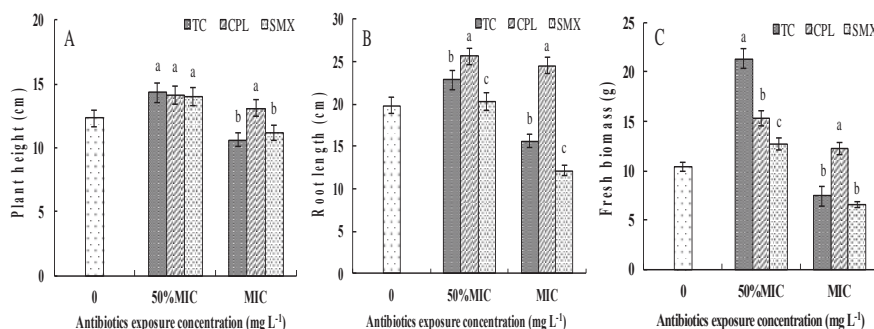 A
TC CPL SMX
Plant height (cm)
20
15
10
5
0
a a a
b a b
0 50%MIC MIC
Antibiotics exposure concentration (mg L-1)
B
TC CPL SMX
Root length (cm)
30
25
20
15
10
5
0
b a c
b a c
0 50%MIC MIC
Antibiotics exposure concentration (mg L-1)
C
TC CPL SMX
Fresh biomass (g)
25
20
15
10
5
0
a b c
b a b
0 50%MIC MIC
Antibiotics exposure concentration (mg L-1)